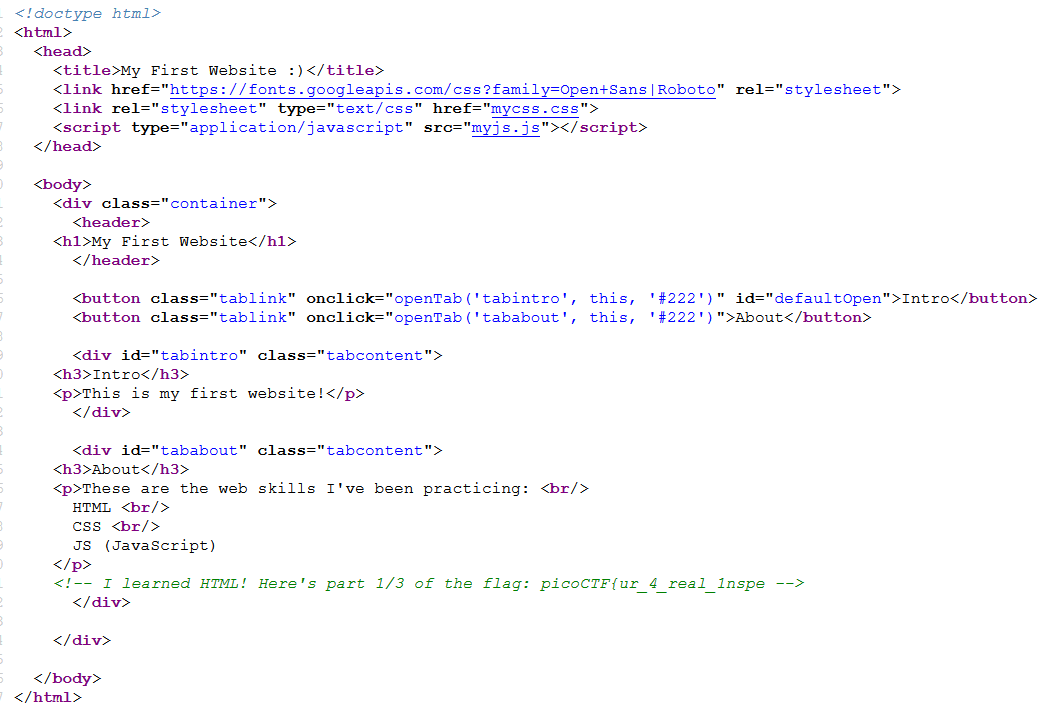 <!doctype html>
<html>
  <head>
    <title>My First Website :)</title>
    <link href="https://fonts.googleapis.com/css?family=Open+Sans|Roboto" rel="stylesheet">
    <link rel="stylesheet" type="text/css" href="mycss.css">
    <script type="application/javascript" src="myjs.js"></script>
  </head>

  <body>
    <div class="container">
      <header>
    <h1>My First Website</h1>
      </header>

      <button class="tablink" onclick="openTab('tabintro', this, '#222')" id="defaultOpen">Intro</button>
      <button class="tablink" onclick="openTab('tababout', this, '#222')">About</button>

      <div id="tabintro" class="tabcontent">
    <h3>Intro</h3>
    <p>This is my first website!</p>
      </div>

      <div id="tababout" class="tabcontent">
    <h3>About</h3>
    <p>These are the web skills I've been practicing: <br/>
      HTML <br/>
      CSS <br/>
      JS (JavaScript)
    </p>
    <!-- I learned HTML! Here's part 1/3 of the flag: picoCTF{ur_4_real_1nspe -->
      </div>

    </div>

  </body>
</html>